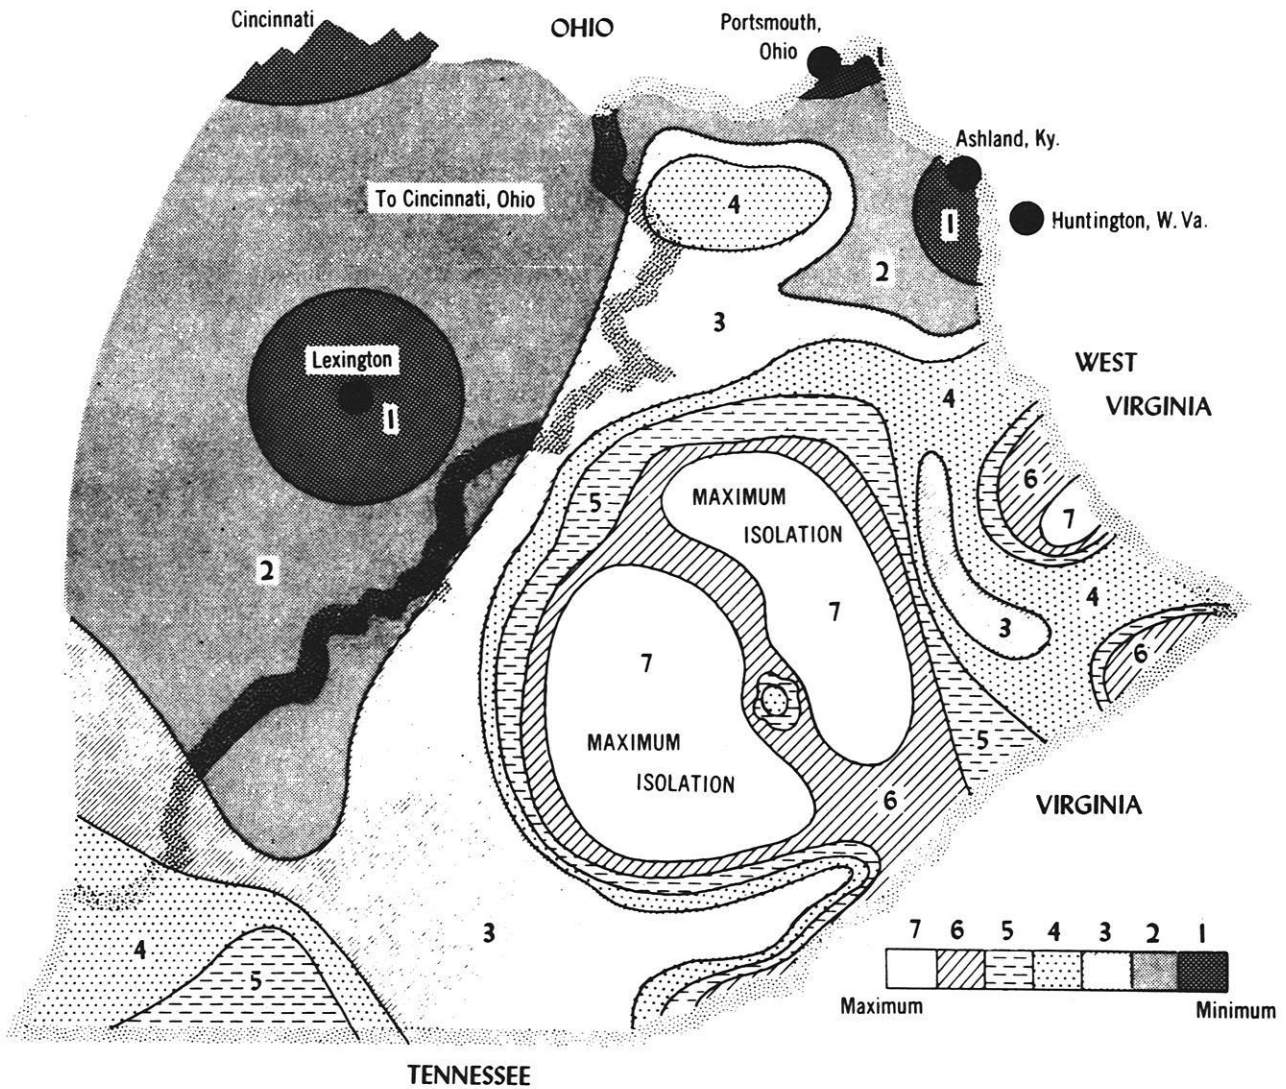 Cincinnati
OHIO
Portsmouth,
Ohio
1
Ashland, Ky.
To Cincinnati, Ohio
4
1
Huntington, W. Va.
2
3
Lexington
1
WEST
VIRGINIA
4
6
7
5
MAXIMUM
ISOLATION
2
7
4
3
6
7
MAXIMUM
ISOLATION
5
6
VIRGINIA
3
4
5
7 6 5 4 3 2 1
Maximum
Minimum
TENNESSEE